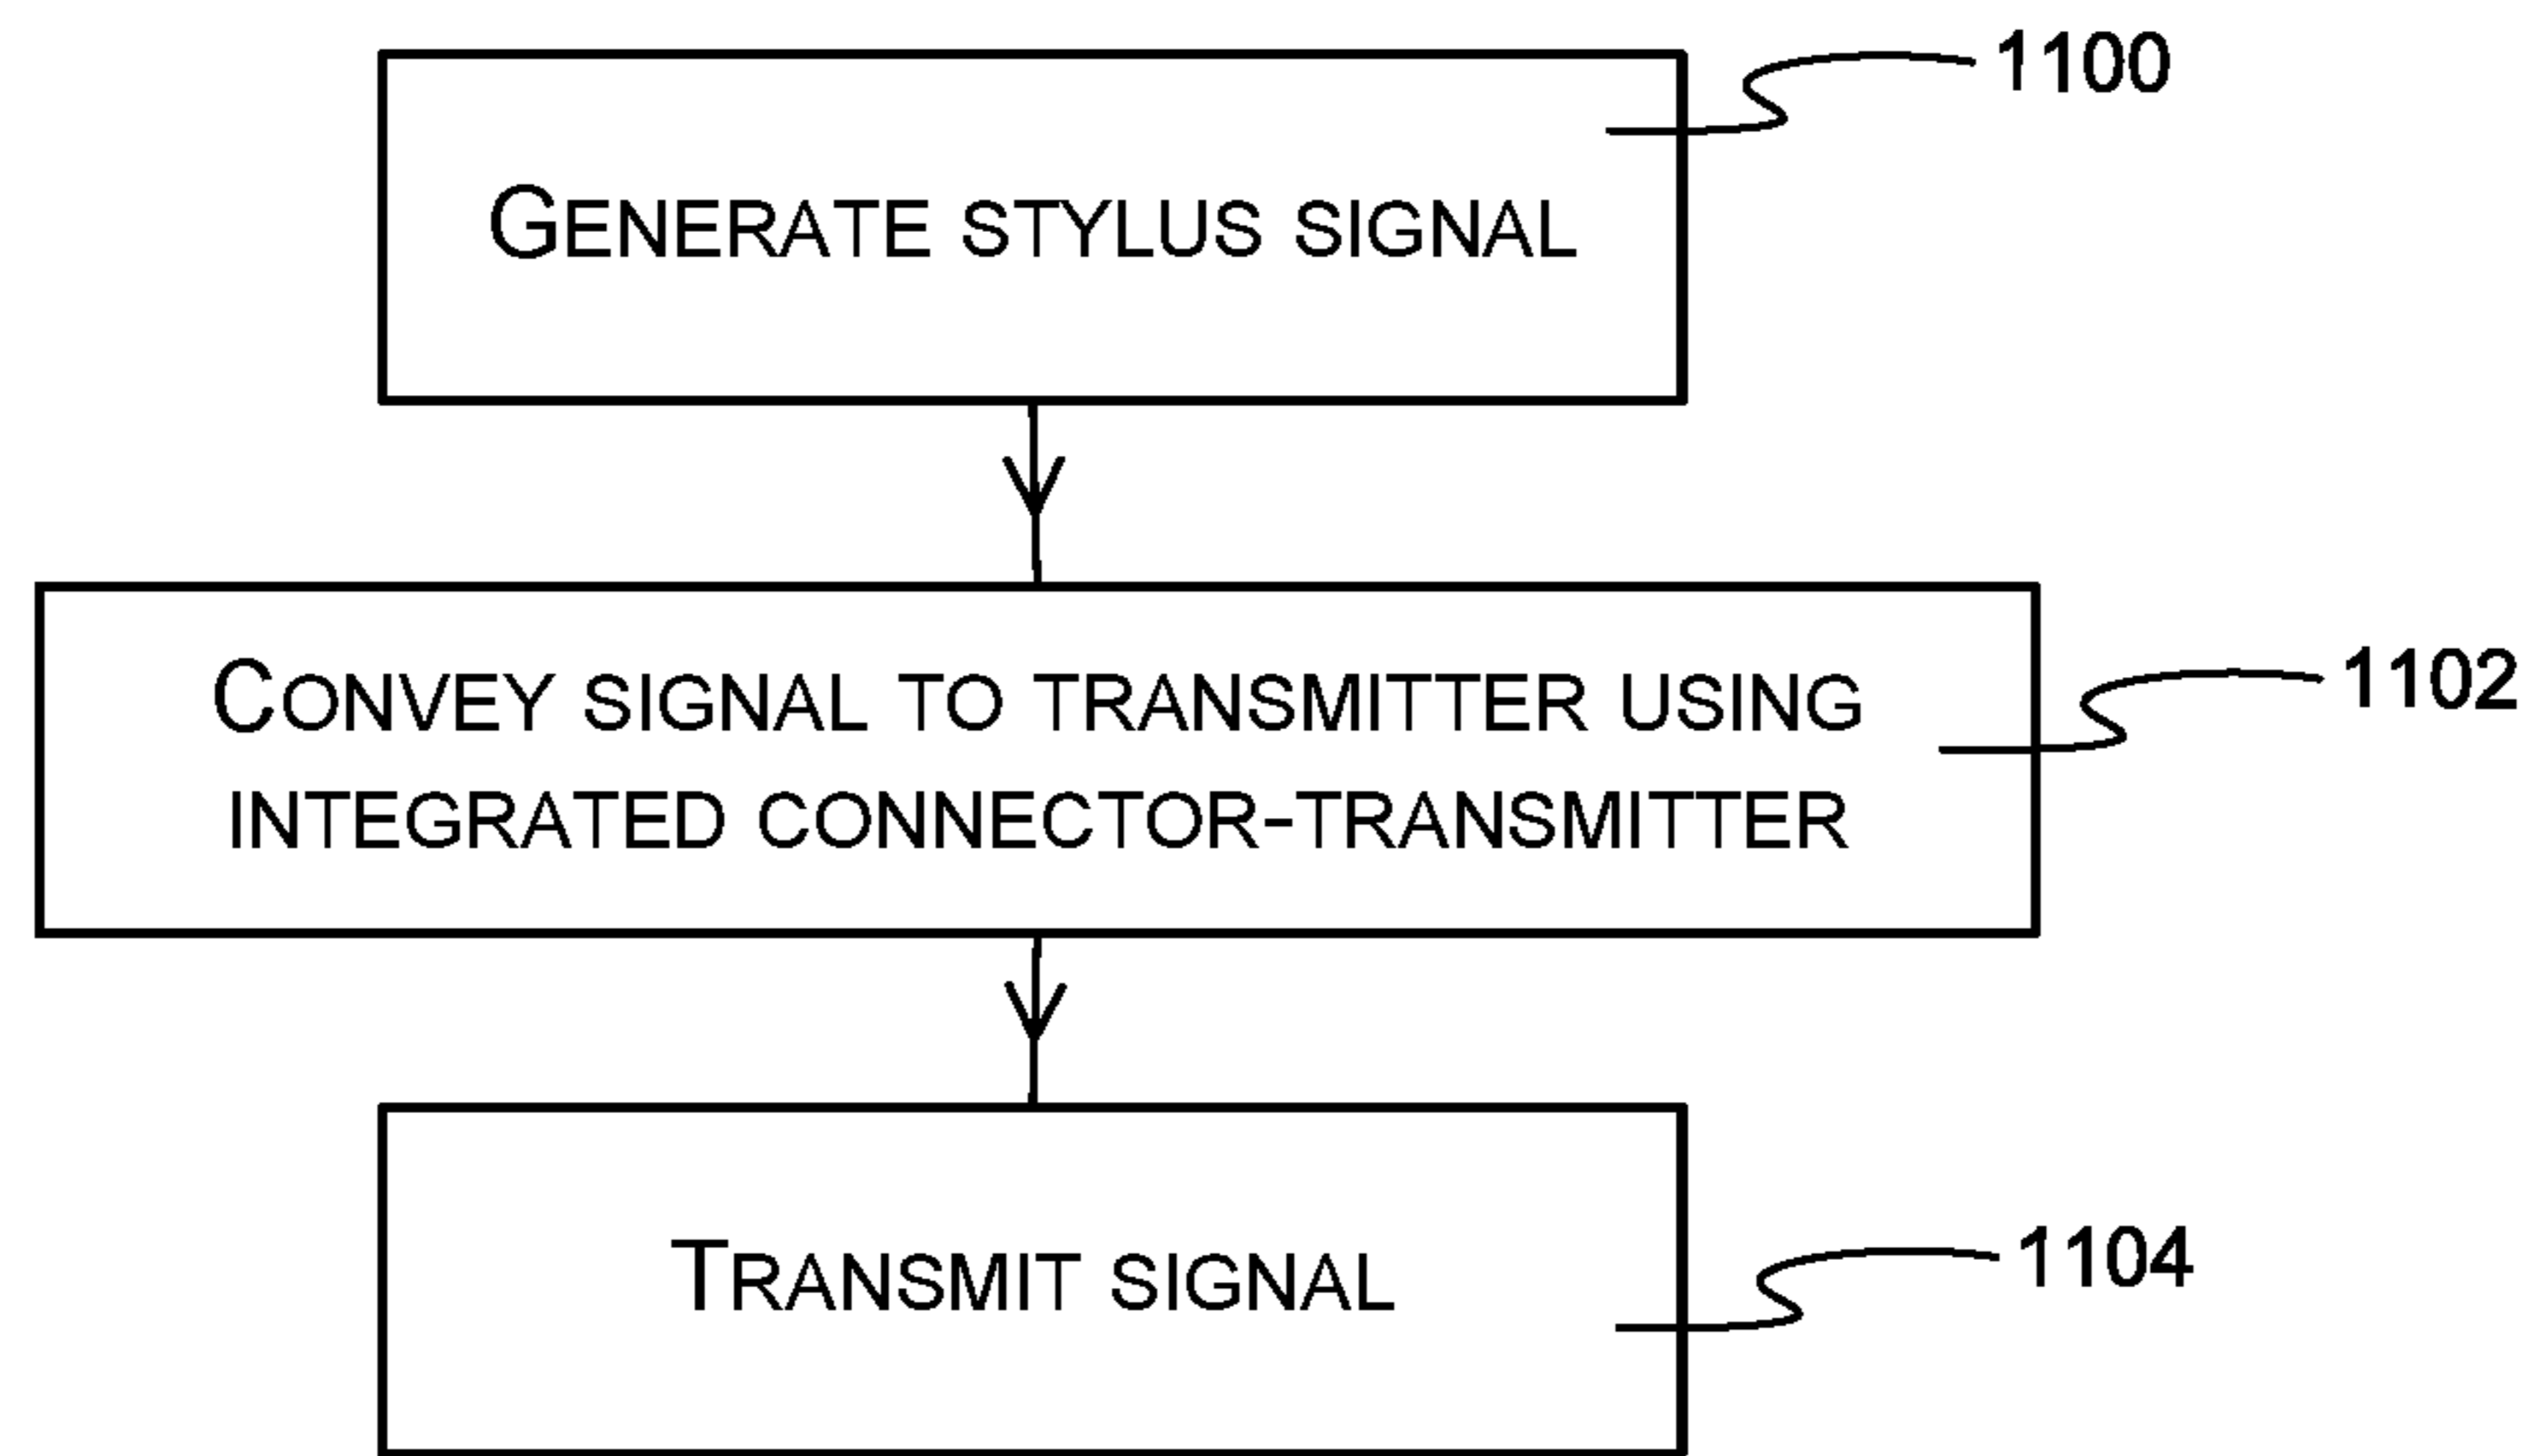 1100
GENERATE STYLUS SIGNAL
CONVEY SIGNAL TO TRANSMITTER USING
1102
INTEGRATED CONNECTOR-TRANSMITTER
TRANSMIT SIGNAL
1104